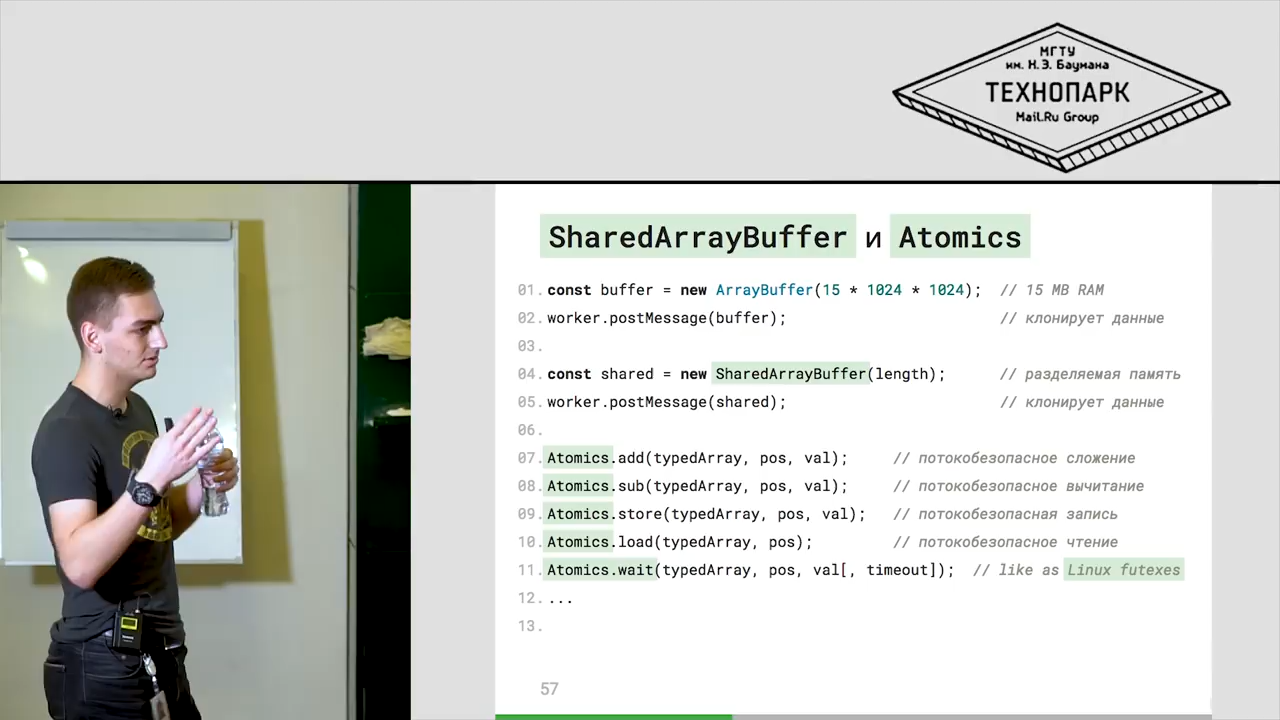 МГТУ
им. Н.Э. Баумана
ТЕХНОПАРК
Mail.Ru Group
SharedArrayBuffer и Atomics
01. const buffer = new ArrayBuffer(15 * 1024 * 1024); // 15 MB RAM
02. worker.postMessage(buffer); // клонирует данные
03.
04. const shared = new SharedArrayBuffer(length); // разделяемая память
05. worker.postMessage(shared); // клонирует данные
06.
07. Atomics.add(typedArray, pos, val); // потокобезопасное сложение
08. Atomics.sub(typedArray, pos, val); // потокобезопасное вычитание
09. Atomics.store(typedArray, pos, val); // потокобезопасная запись
10. Atomics.load(typedArray, pos); // потокобезопасное чтение
11. Atomics.wait(typedArray, pos, val[, timeout]); // like as Linux futexes
12. ...
13.
57